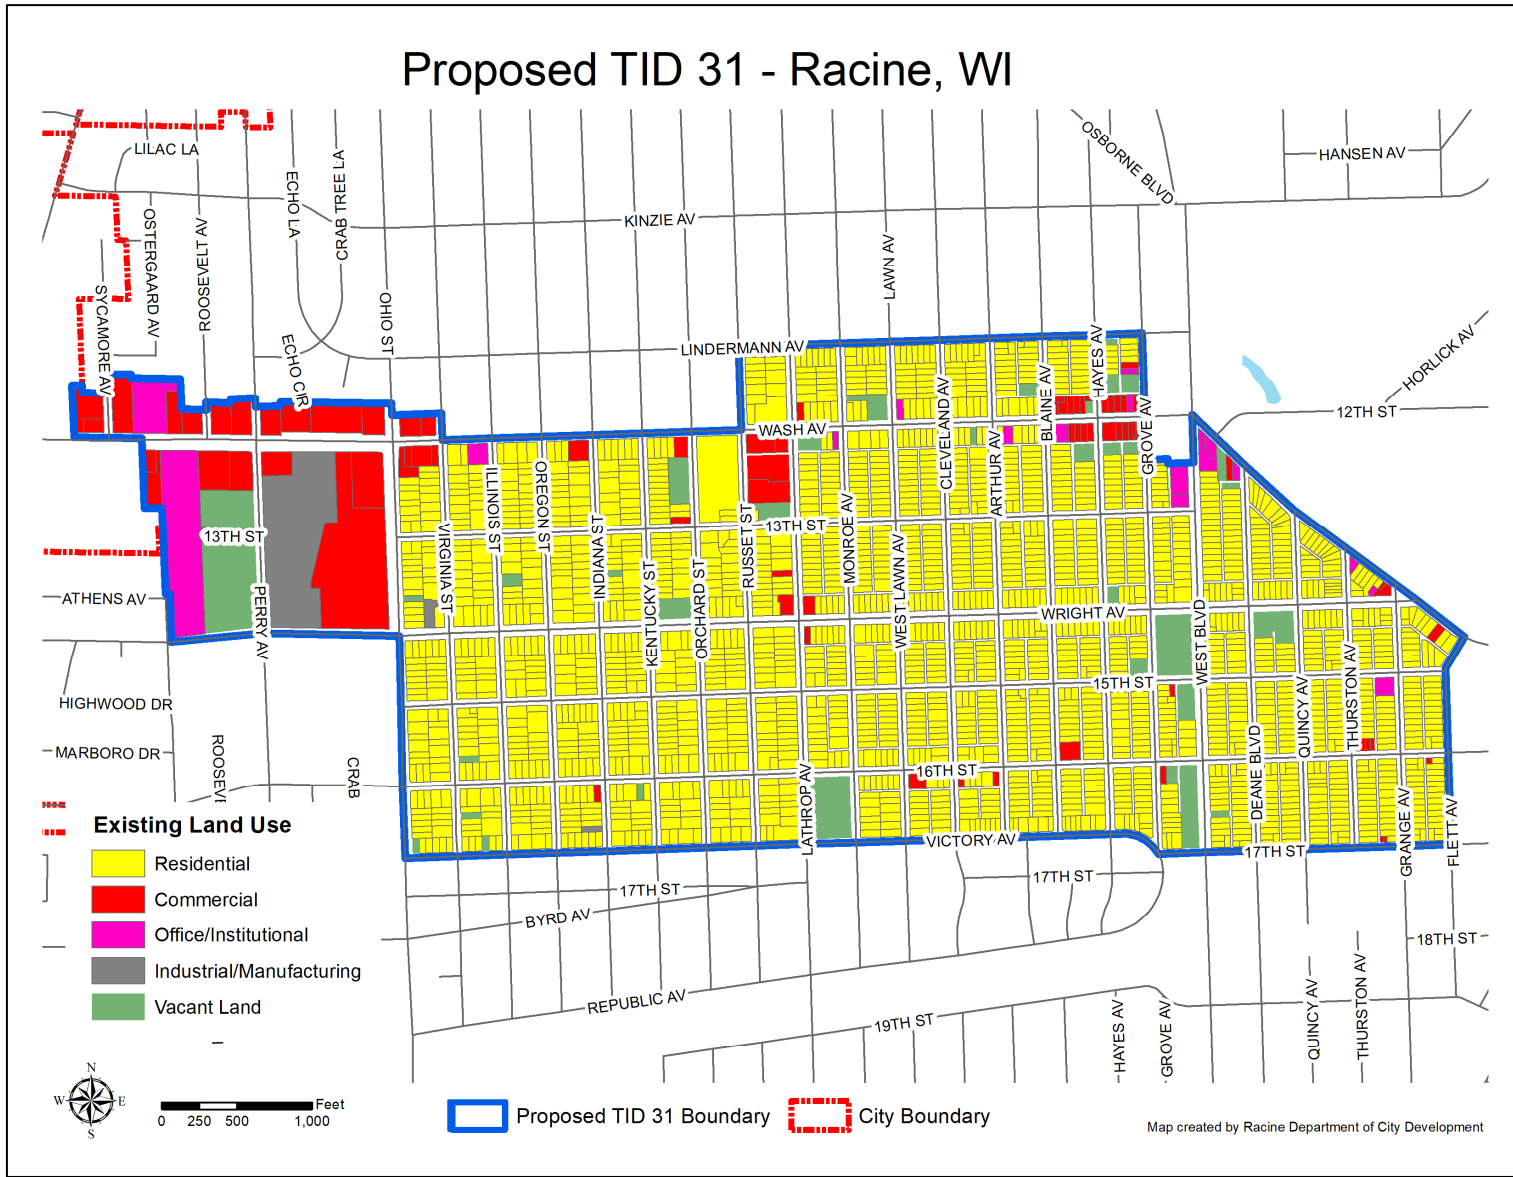 Proposed TID 31 - Racine, WI
LILAC LA
OSTERGAARD AV
ROOSEVELT AV
SYCAMORE AV
ECHO LA
CRAB TREE LA
OHIO ST
ECHO CIR
KINZIE AV
LAWN AV
OSBORNE BLVD
HANSEN AV
HORLICK AV
12TH ST
LINDERMANN AV
WASH AV
CLEVELAND AV
ARTHUR AV
BLAINE AV
HAYES AV
GROVE AV
13TH ST
PERRY AV
VIRGINIA ST
ILLINOIS ST
OREGON ST
INDIANA ST
KENTUCKY ST
ORCHARD ST
RUSSET ST
13TH ST
MONROE AV
WEST LAWN AV
WRIGHT AV
WEST BLVD
15TH ST
16TH ST
LATHROP AV
VICTORY AV
DEANE BLVD
QUINCY AV
THURSTON AV
GRANGE AV
FLETT AV
17TH ST
ATHENS AV
HIGHWOOD DR
MARBORO DR
ROOSEV
CRAB
17TH ST
17TH ST
BYRD AV
REPUBLIC AV
19TH ST
HAYES AV
GROVE AV
QUINCY AV
THURSTON AV
18TH ST
Existing Land Use
Residential
Commercial
Office/Institutional
Industrial/Manufacturing
Vacant Land
N
W
E
S
Feet
0 250 500 1,000
Proposed TID 31 Boundary
City Boundary
Map created by Racine Department of City Development